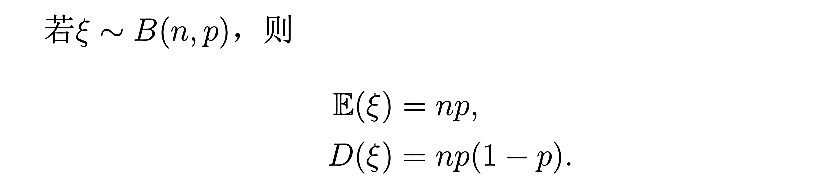 若ξ ∼ B(n, p)，则
𝔼(ξ) = np,
D(ξ) = np(1 − p).